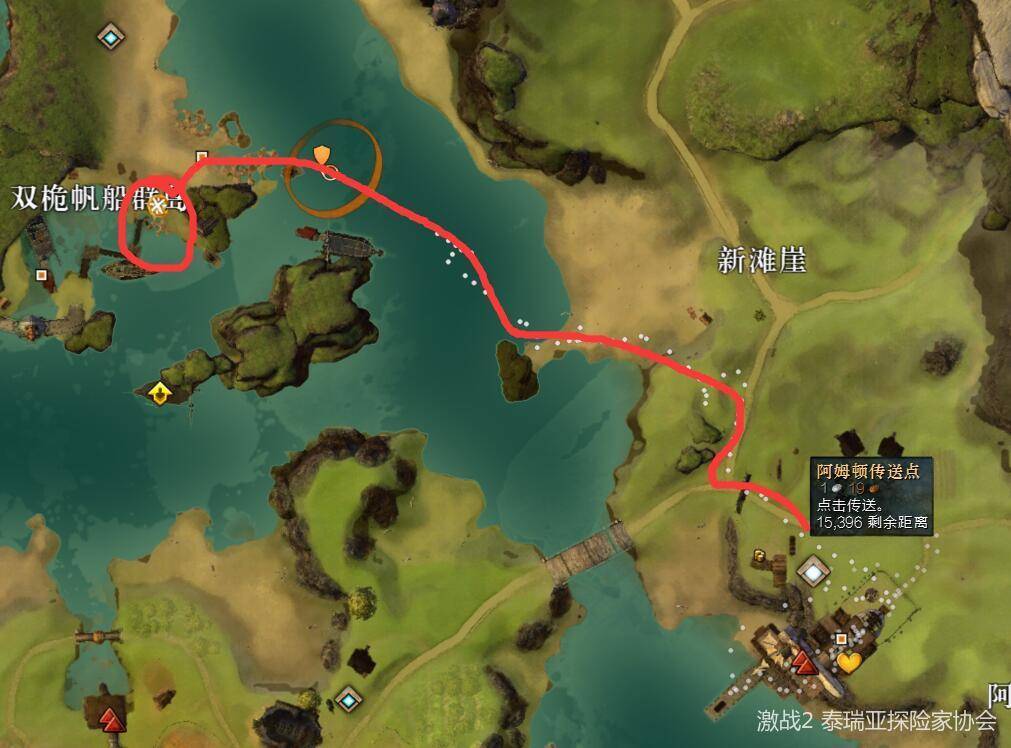 双桅帆船群岛
新滩崖
阿姆顿传送点
1 19
点击传送。
15,396 剩余距离
阿
激战2 泰瑞亚探险家协会